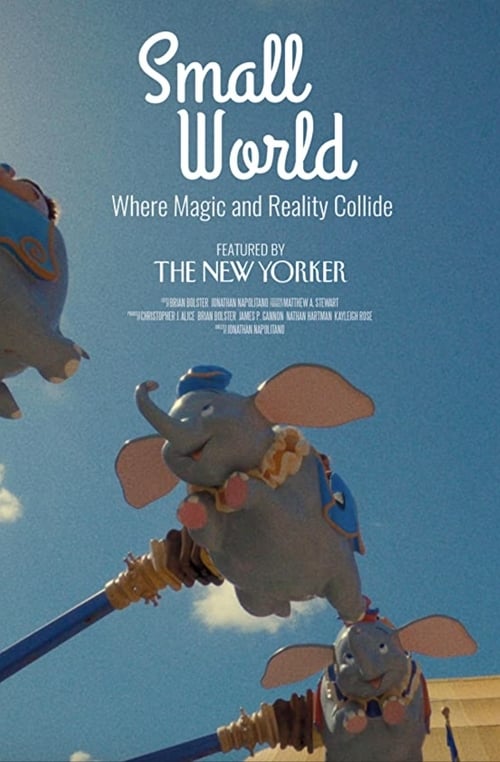 Small
World
Where Magic and Reality Collide
FEATURED BY
THE NEW YORKER
BRIAN BOLSTER JONATHAN NAPOLITANO MATTHEW A. STEWART
CHRISTOPHER J. ALICE BRIAN BOLSTER JAMES P. GANNON NATHAN HARTMAN KAYLEIGH ROSE
JONATHAN NAPOLITANO